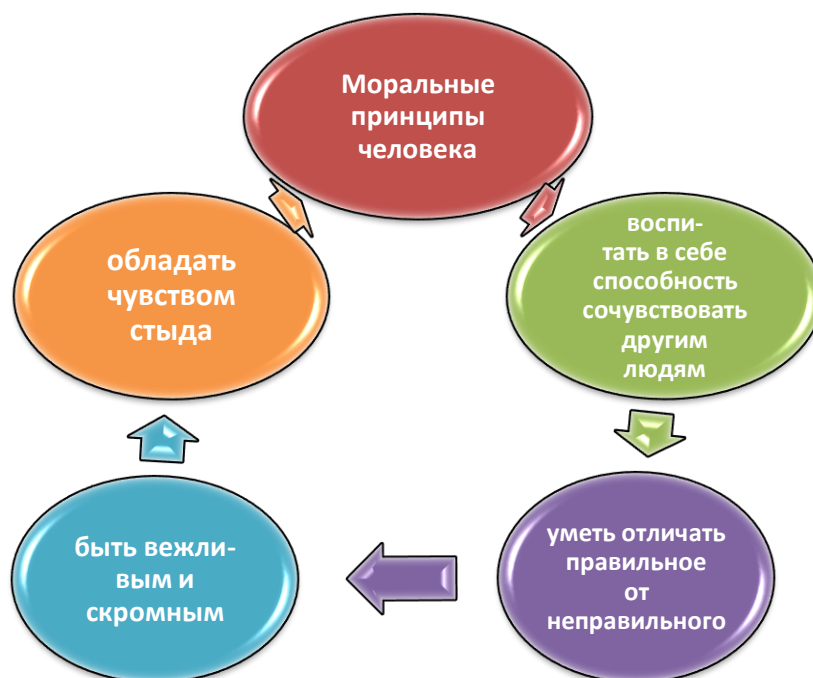 Моральные
принципы
человека
воспи-
тать в себе
способность
сочувствовать
другим
людям
уметь отличать
правильное
от
неправильного
быть вежли-
вым и
скромным
обладать
чувством
стыда